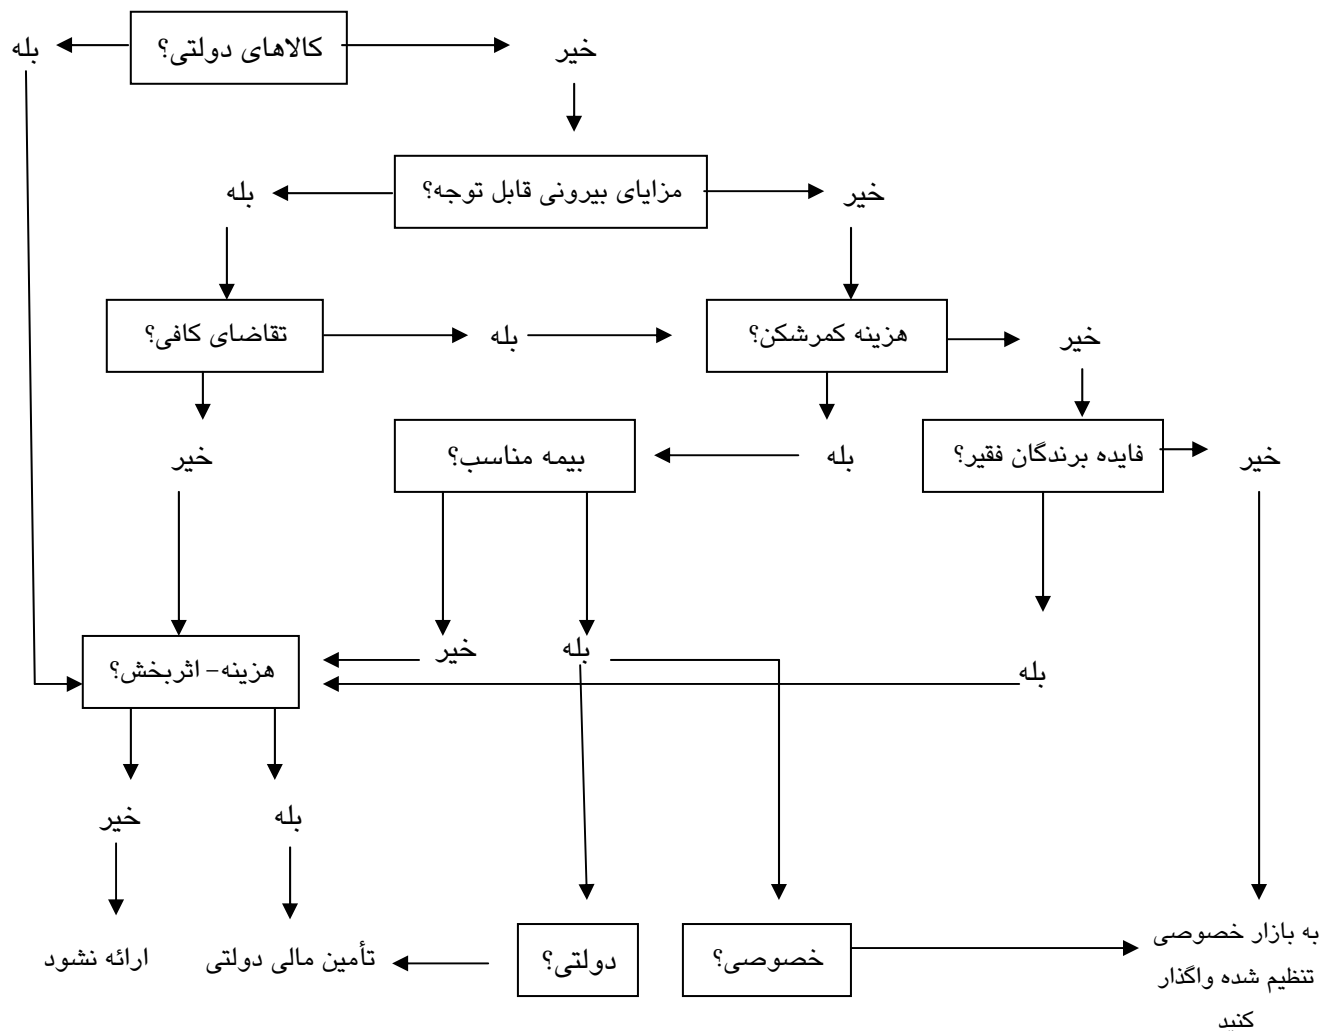 کالاهای دولتی؟
خیر
بله
مزایای بیرونی قابل توجه؟
خیر
بله
هزینه کمرشکن؟
خیر
بله
تقاضای کافی؟
فایده برندگان فقیر؟
خیر
بله
بیمه مناسب؟
خیر
بله
بله
خیر
هزینه- اثربخش؟
بله
خیر
به بازار خصوصی
تنظیم شده واگذار
کنید
خصوصی؟
دولتی؟
تأمین مالی دولتی
ارائه نشود